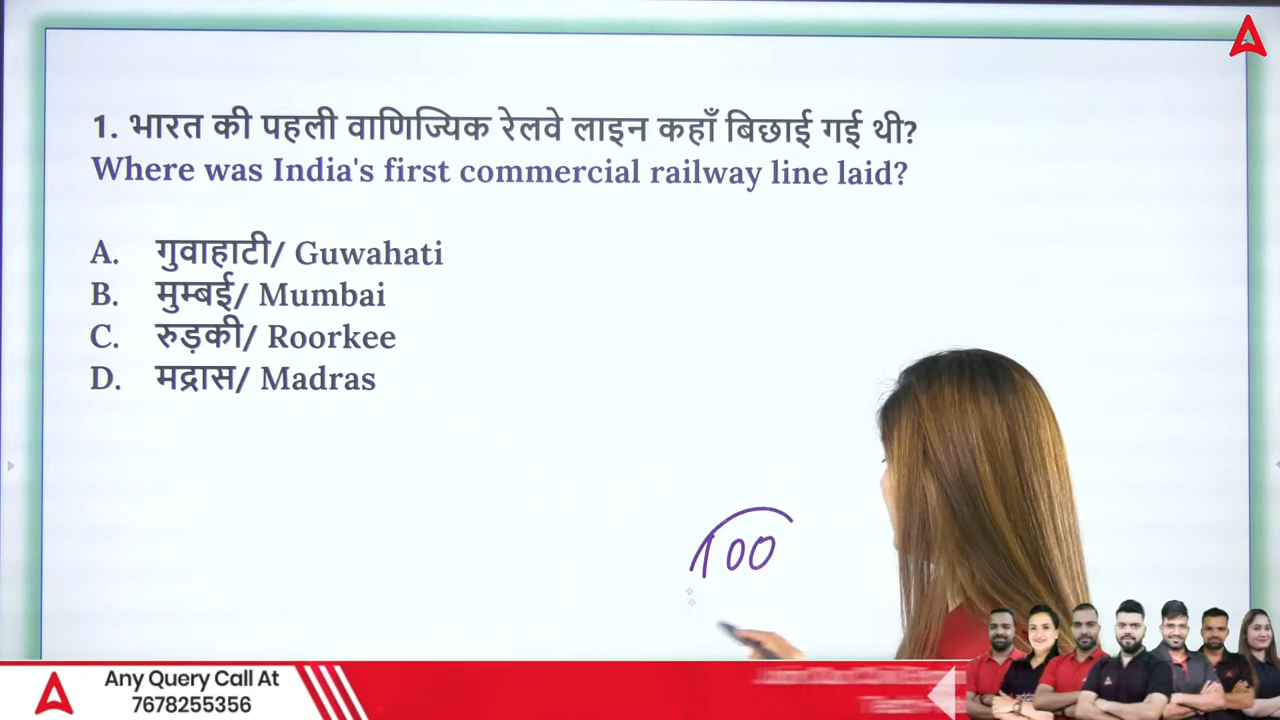 1. भारत की पहली वाणिज्यिक रेलवे लाइन कहाँ बिछाई गई थी?
Where was India's first commercial railway line laid?
A. गुवाहाटी/ Guwahati
B. मुम्बई/ Mumbai
C. रुड़की/ Roorkee
D. मद्रास/ Madras
100
Any Query Call At
7678255356